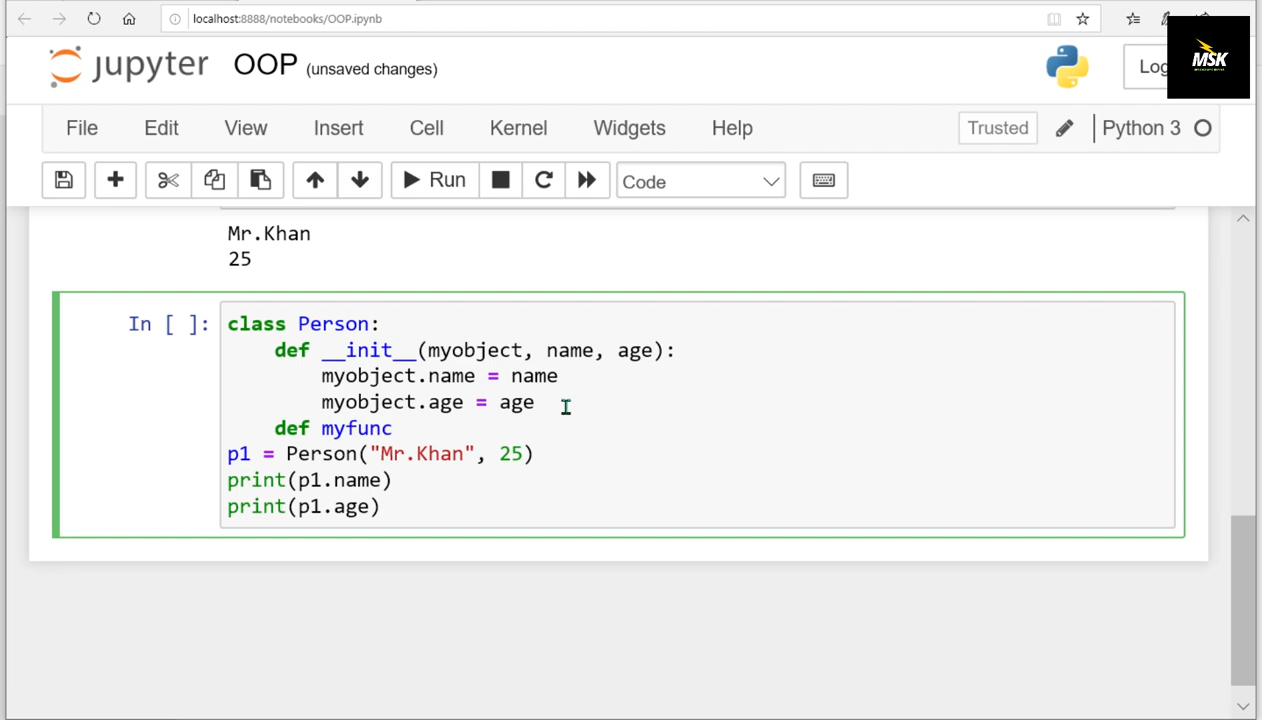 localhost:8888/notebooks/OOP.ipynb
MSK
jupyter OOP (unsaved changes)
Log
File Edit View Insert Cell Kernel Widgets Help Trusted Python 3
Run Code
Mr.Khan
25
In [ ]:
class Person:
    def __init__(myobject, name, age):
        myobject.name = name
        myobject.age = age
    def myfunc
p1 = Person("Mr.Khan", 25)
print(p1.name)
print(p1.age)